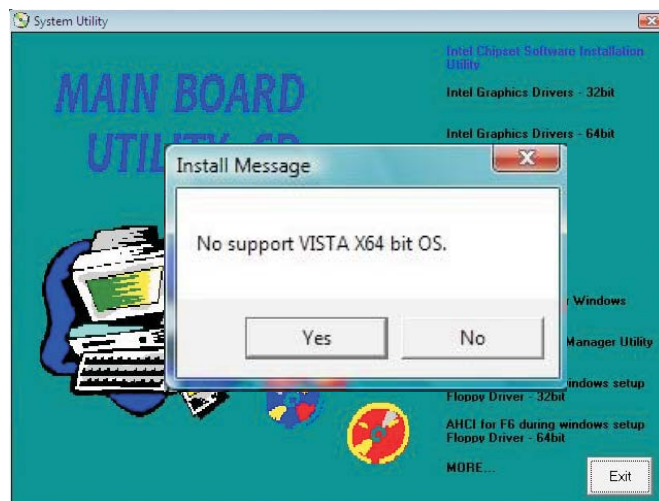 System Utility
Intel Chipset Software Installation
Utility
MAIN BOARD
Intel Graphics Drivers - 32bit
Intel Graphics Drivers - 64bit
Install Message
No support VISTA X64 bit OS.
Windows
Yes
No
Manager Utility
windows setup
Floppy Driver - 32bit
AHCI for F6 during windows setup
Floppy Driver - 64bit
MORE...
Exit